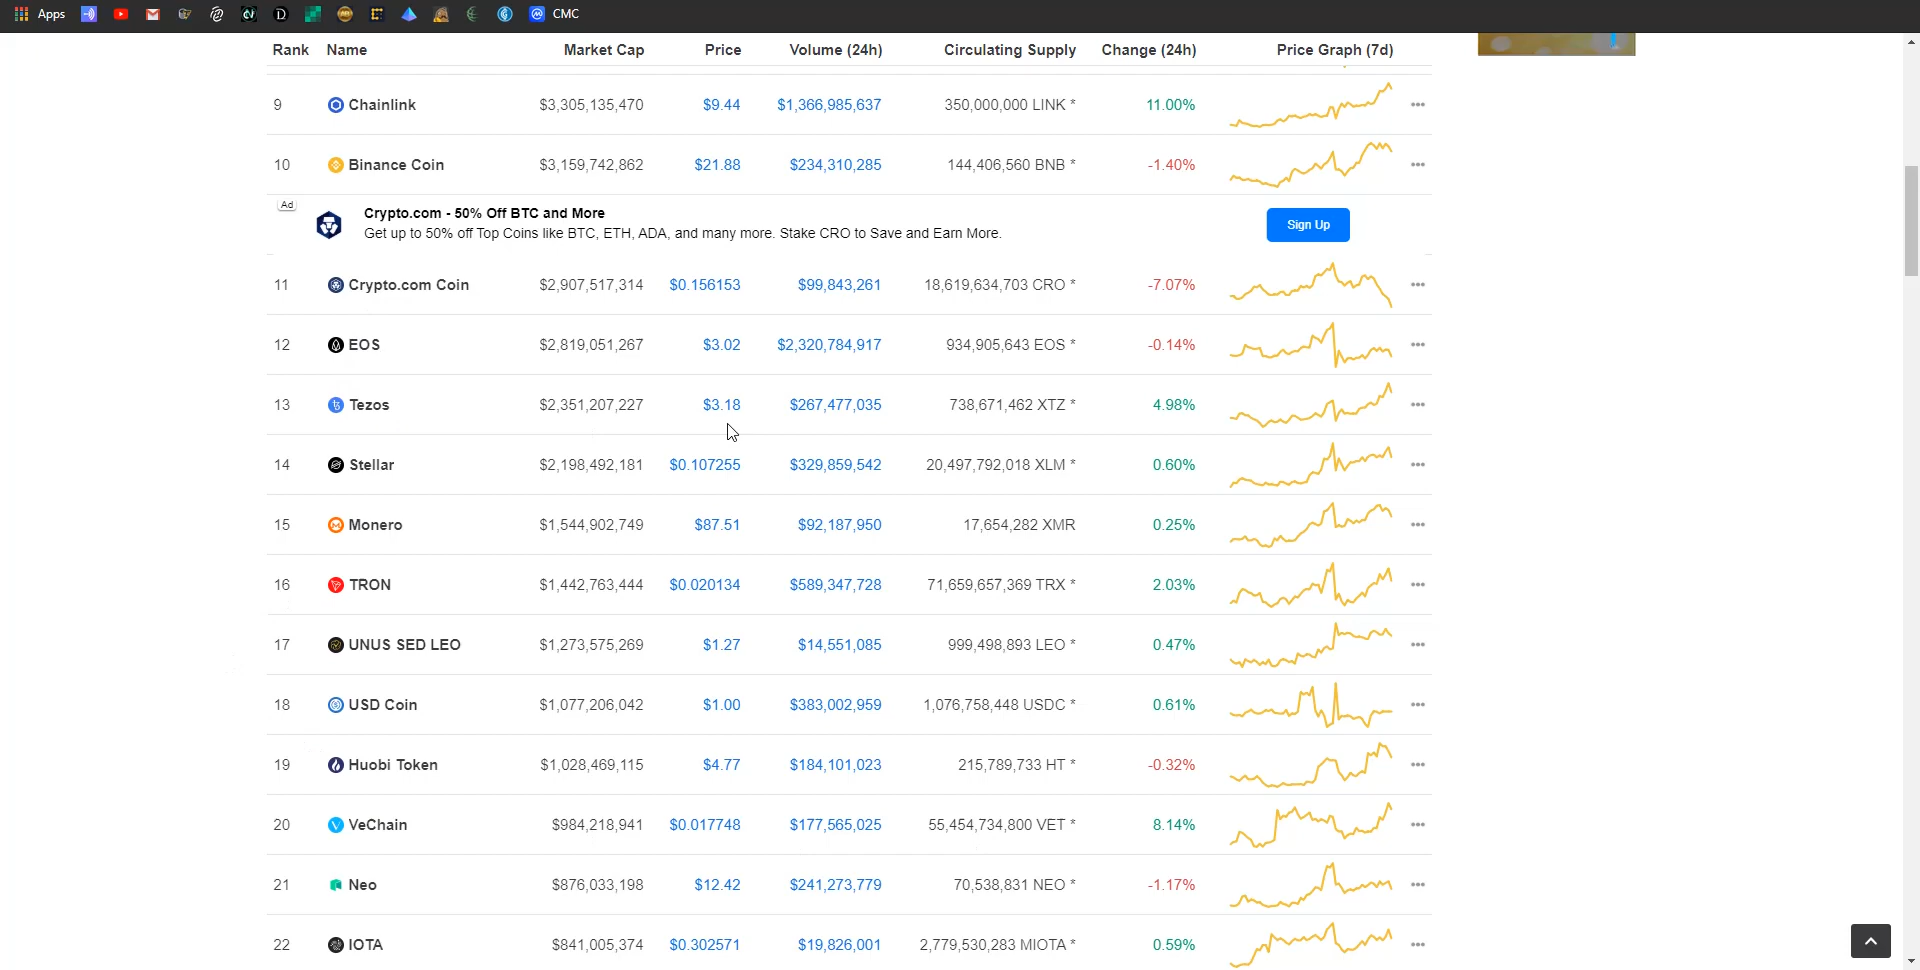 Apps CMC
Rank Name Market Cap Price Volume (24h) Circulating Supply Change (24h) Price Graph (7d)
9 Chainlink $3,305,135,470 $9.44 $1,366,985,637 350,000,000 LINK * 11.00%
10 Binance Coin $3,159,742,862 $21.88 $234,310,285 144,406,560 BNB * -1.40%
Ad
Crypto.com - 50% Off BTC and More
Get up to 50% off Top Coins like BTC, ETH, ADA, and many more. Stake CRO to Save and Earn More.
Sign Up
11 Crypto.com Coin $2,907,517,314 $0.156153 $99,843,261 18,619,634,703 CRO * -7.07%
12 EOS $2,819,051,267 $3.02 $2,320,784,917 934,905,643 EOS * -0.14%
13 Tezos $2,351,207,227 $3.18 $267,477,035 738,671,462 XTZ * 4.98%
14 Stellar $2,198,492,181 $0.107255 $329,859,542 20,497,792,018 XLM * 0.60%
15 Monero $1,544,902,749 $87.51 $92,187,950 17,654,282 XMR 0.25%
16 TRON $1,442,763,444 $0.020134 $589,347,728 71,659,657,369 TRX * 2.03%
17 UNUS SED LEO $1,273,575,269 $1.27 $14,551,085 999,498,893 LEO * 0.47%
18 USD Coin $1,077,206,042 $1.00 $383,002,959 1,076,758,448 USDC * 0.61%
19 Huobi Token $1,028,469,115 $4.77 $184,101,023 215,789,733 HT * -0.32%
20 VeChain $984,218,941 $0.017748 $177,565,025 55,454,734,800 VET * 8.14%
21 Neo $876,033,198 $12.42 $241,273,779 70,538,831 NEO * -1.17%
22 IOTA $841,005,374 $0.302571 $19,826,001 2,779,530,283 MIOTA * 0.59%